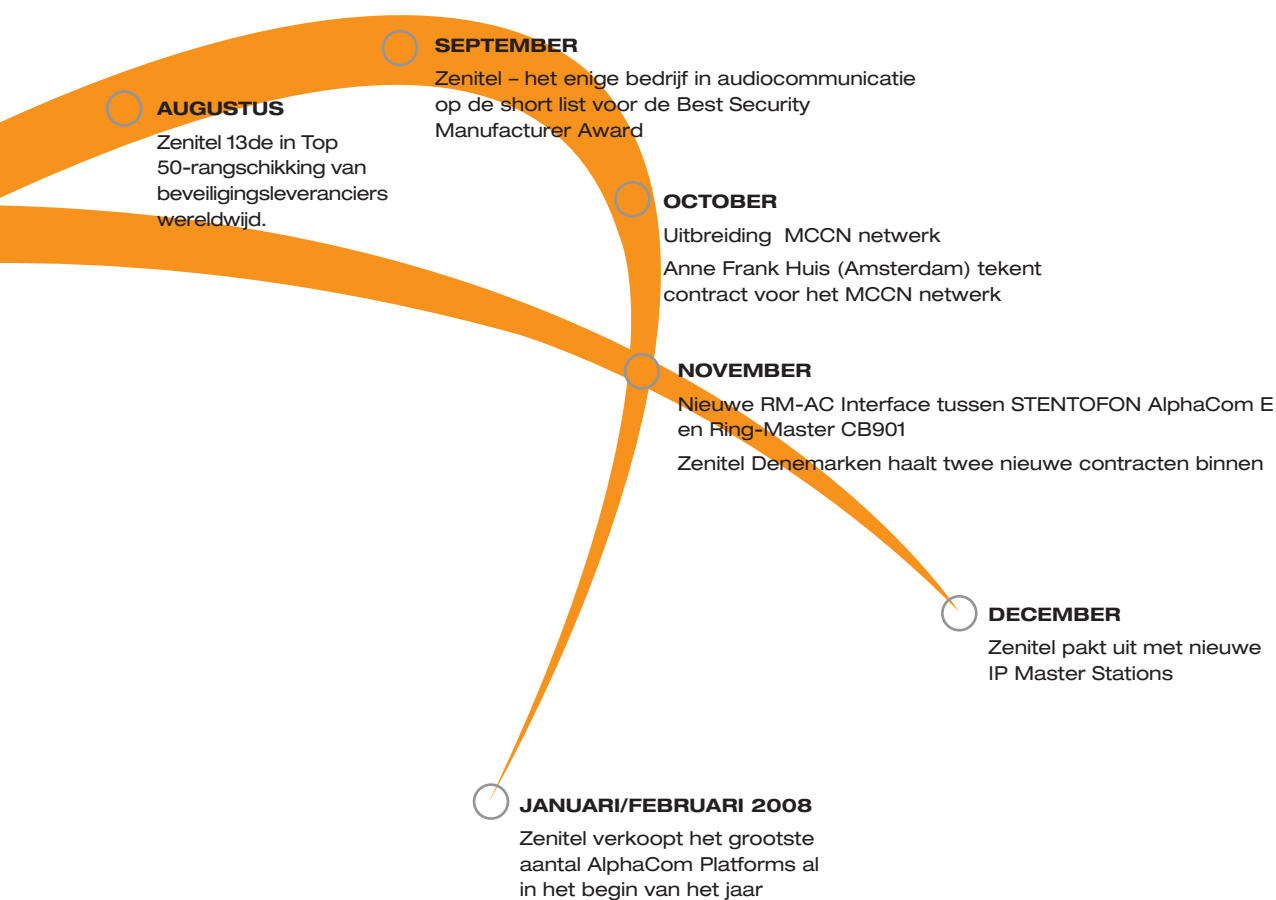 SEPTEMBER
Zenitel – het enige bedrijf in audiocommunicatie
op de short list voor de Best Security
Manufacturer Award
AUGUSTUS
Zenitel 13de in Top
50-rangschikking van
beveiligingsleveranciers
wereldwijd.
OCTOBER
Uitbreiding MCCN netwerk
Anne Frank Huis (Amsterdam) tekent
contract voor het MCCN netwerk
NOVEMBER
Nieuwe RM-AC Interface tussen STENTOFON AlphaCom E
en Ring-Master CB901
Zenitel Denemarken haalt twee nieuwe contracten binnen
DECEMBER
Zenitel pakt uit met nieuwe
IP Master Stations
JANUARI/FEBRUARI 2008
Zenitel verkoopt het grootste
aantal AlphaCom Platforms al
in het begin van het jaar